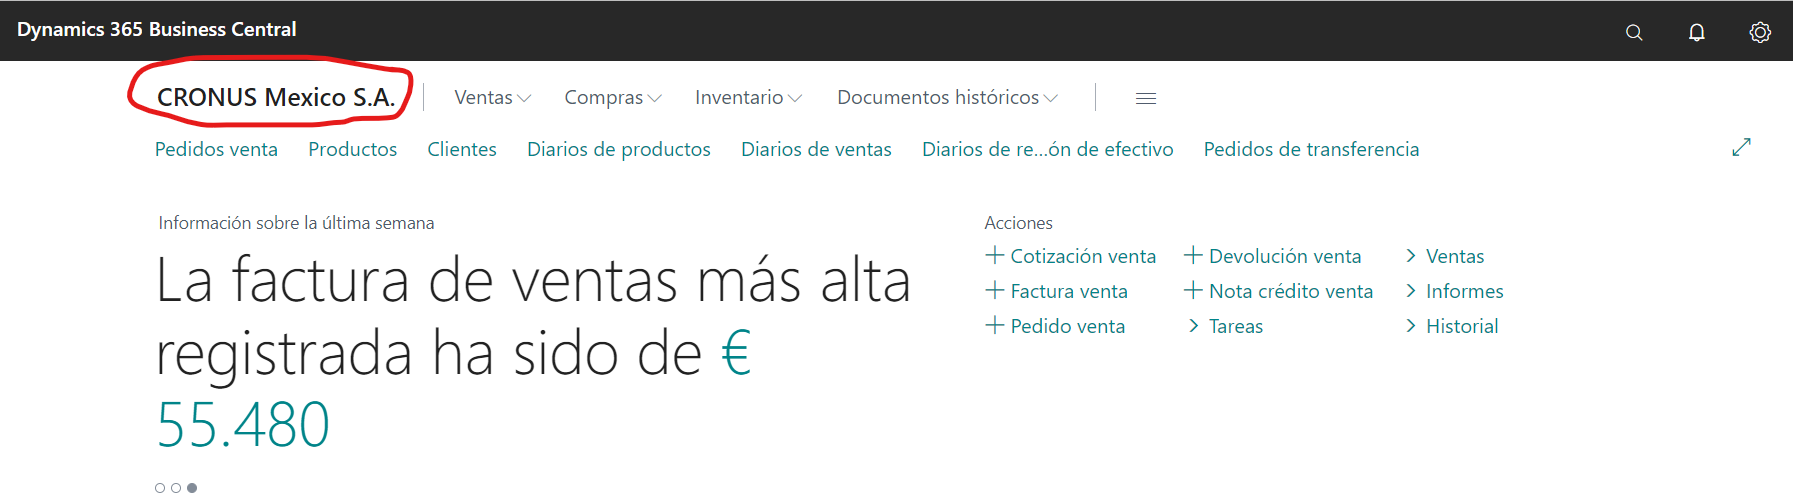 Dynamics 365 Business Central
CRONUS Mexico S.A. Ventas Compras Inventario Documentos históricos
Pedidos venta Productos Clientes Diarios de productos Diarios de ventas Diarios de re...ón de efectivo Pedidos de transferencia
Información sobre la última semana
La factura de ventas más alta
registrada ha sido de €
55.480
Acciones
Cotización venta Devolución venta Ventas
Factura venta Nota crédito venta Informes
Pedido venta Tareas Historial